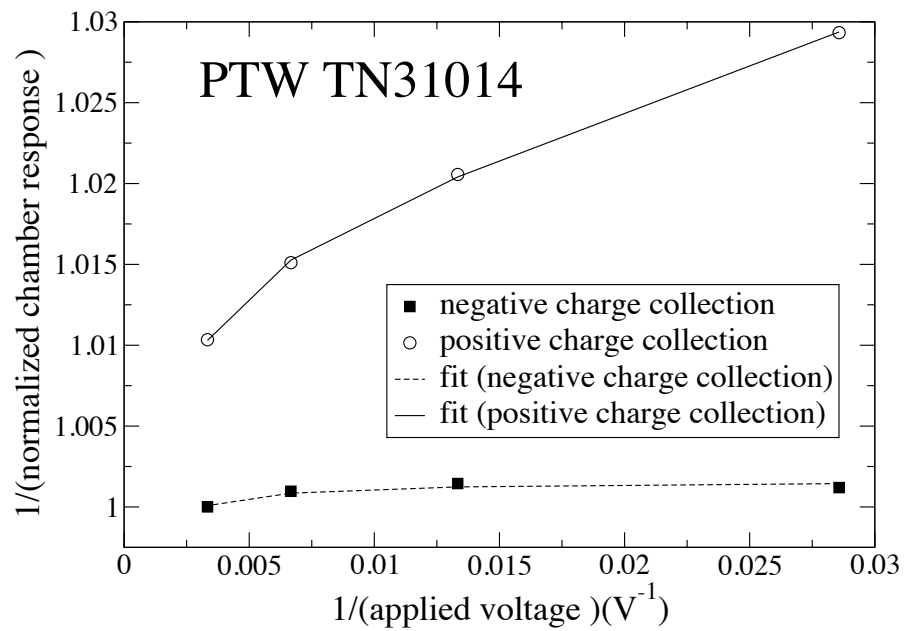 1.03
1.025
1.02
1.015
1.01
1.005
1
1/(normalized chamber response )
PTW TN31014
negative charge collection
positive charge collection
fit (negative charge collection)
fit (positive charge collection)
0 0.005 0.01 0.015 0.02 0.025 0.03
1/(applied voltage )(V⁻¹)